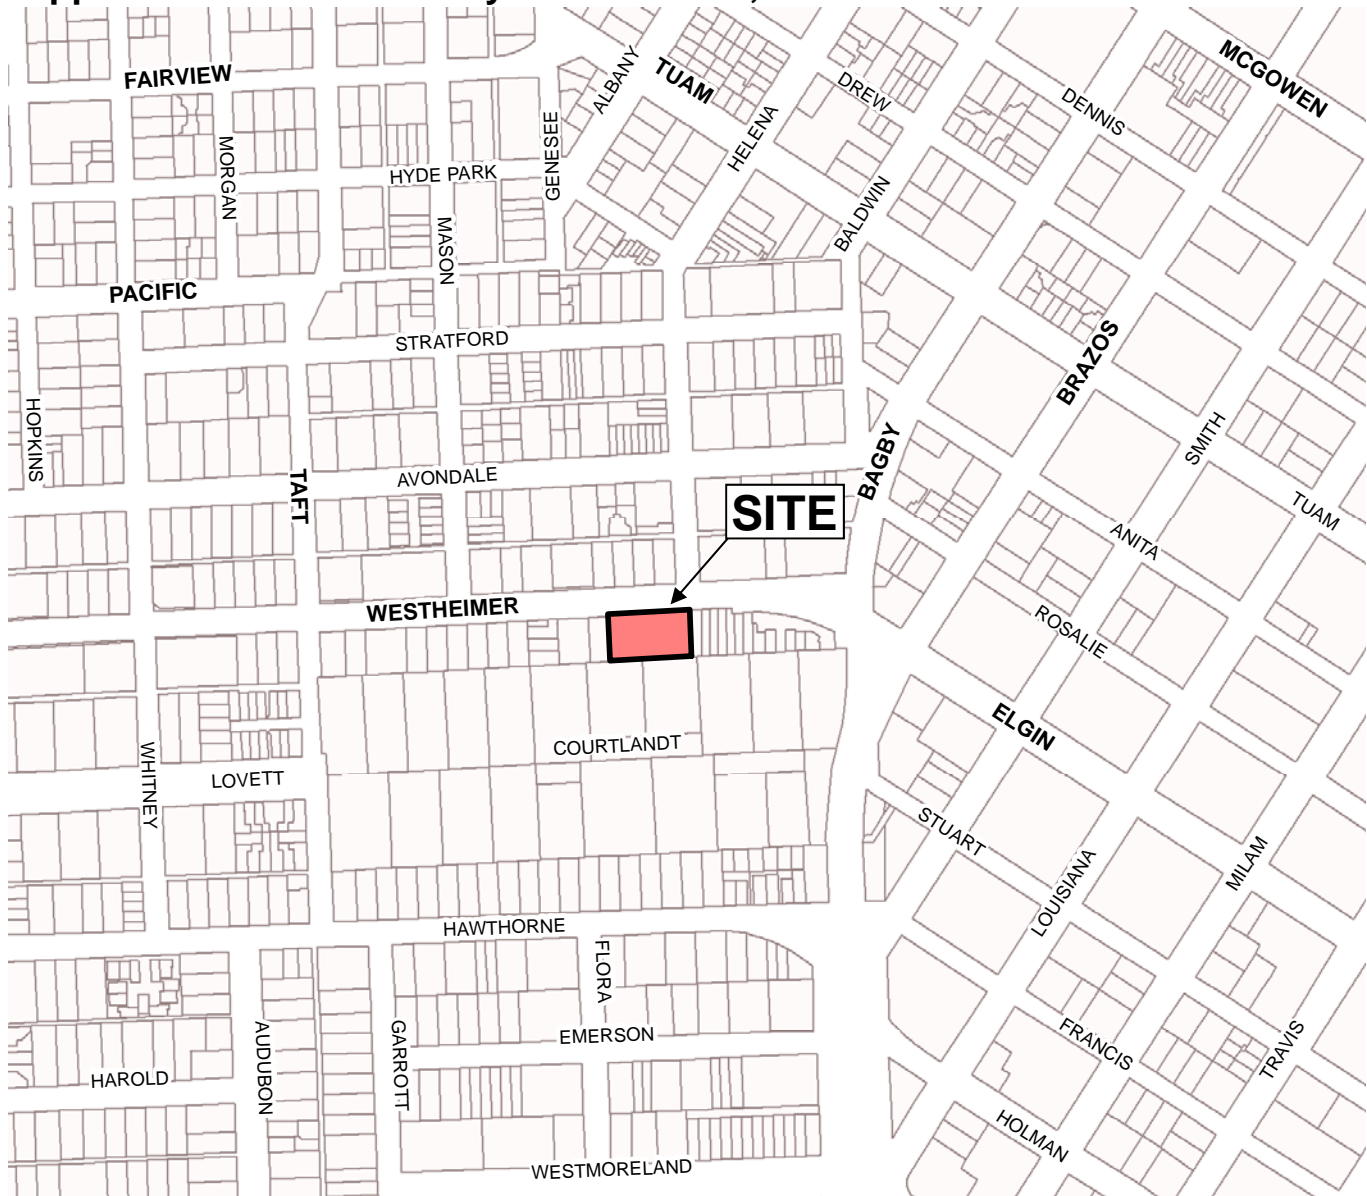 FAIRVIEW
TUAM
ALBANY
DREW
MCGOWEN
DENNIS
HELENA
MORGAN
GENESEE
HYDE PARK
BALDWIN
MASON
PACIFIC
STRATFORD
BRAZOS
HOPKINS
SMITH
TAFT
AVONDALE
BAGBY
SITE
TUAM
ANITA
WESTHEIMER
ROSALIE
ELGIN
COURTLANDT
WHITNEY
LOVETT
STUART
LOUISIANA
MILAM
HAWTHORNE
FLORA
EMERSON
AUDUBON
GARROTT
FRANCIS
TRAVIS
HAROLD
HOLMAN
WESTMORELAND